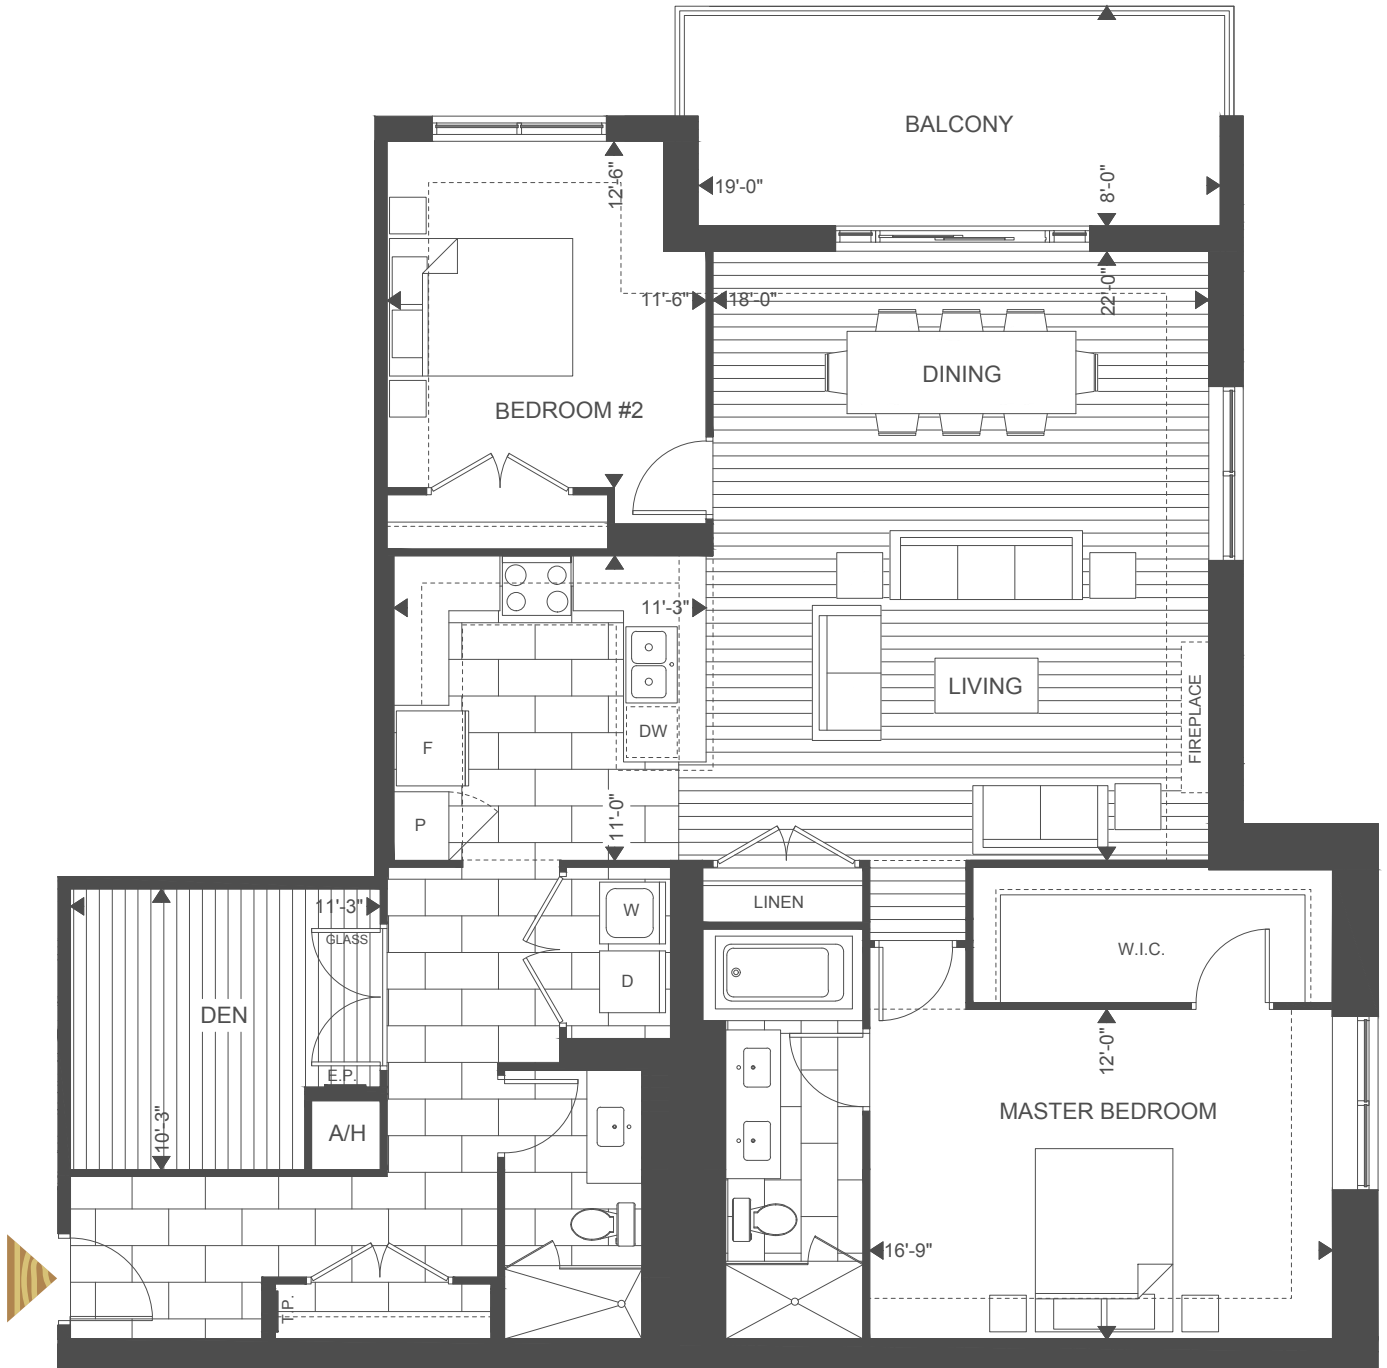 BALCONY
19'-0"
8'-0"
12'-6"
11'-6"
18'-0"
22'-0"
DINING
BEDROOM #2
11'-3"
LIVING
FIREPLACE
DW
F
P
11'-0"
LINEN
W
D
11'-3"
GLASS
DEN
E.P.
A/H
10'-3"
W.I.C.
12'-0"
MASTER BEDROOM
16'-9"
T.P.